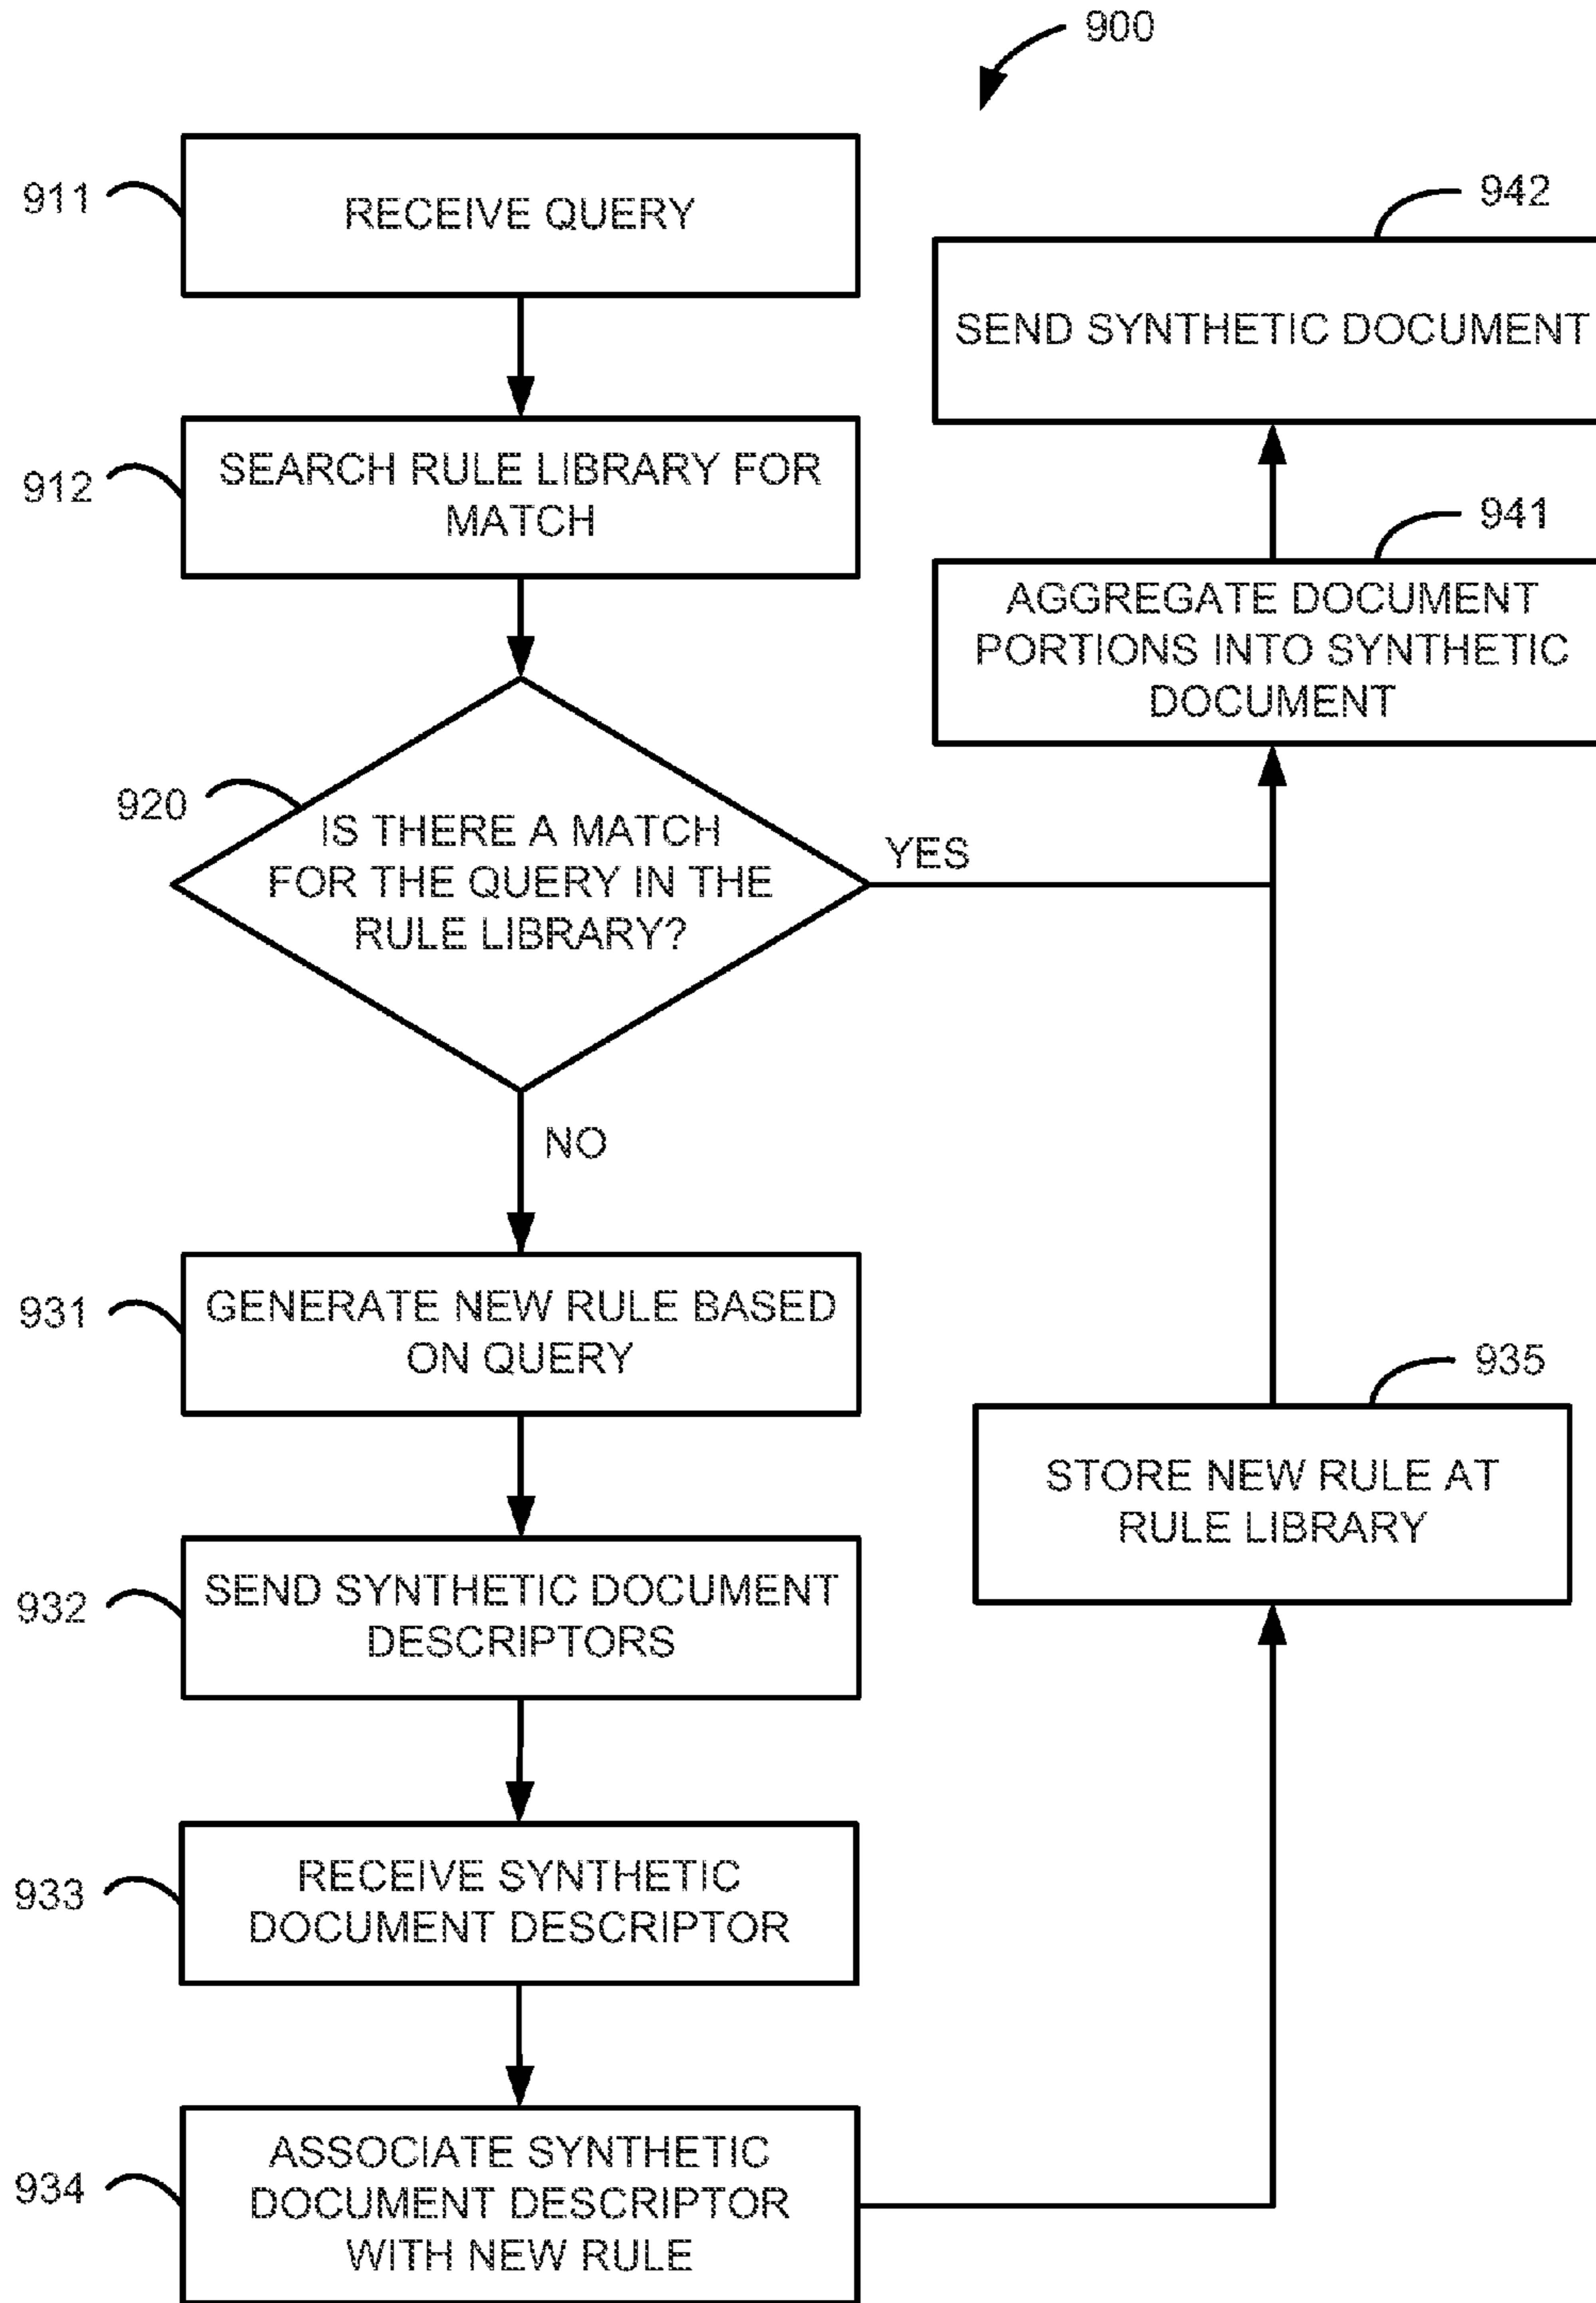 900
911
RECEIVE QUERY
942
SEND SYNTHETIC DOCUMENT
912
SEARCH RULE LIBRARY FOR
MATCH
941
AGGREGATE DOCUMENT
PORTIONS INTO SYNTHETIC
DOCUMENT
920
IS THERE A MATCH
FOR THE QUERY IN THE
RULE LIBRARY?
YES
NO
931
GENERATE NEW RULE BASED
ON QUERY
935
STORE NEW RULE AT
RULE LIBRARY
932
SEND SYNTHETIC DOCUMENT
DESCRIPTORS
933
RECEIVE SYNTHETIC
DOCUMENT DESCRIPTOR
934
ASSOCIATE SYNTHETIC
DOCUMENT DESCRIPTOR
WITH NEW RULE